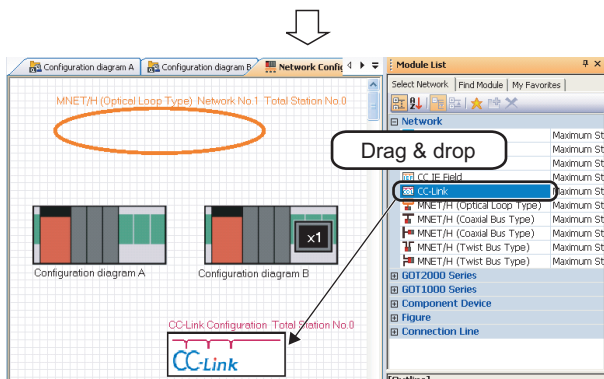 Configuration diagram A
Configuration diagram B
Network Config
Module List
Select Network
Find Module
My Favorites
MNET/H (Optical Loop Type) Network No.1 Total Station No.0
Network
Maximum St
Maximum St
Drag & drop
Maximum St
CC IE Field
Maximum St
CC-Link
Maximum St
MNET/H (Optical Loop Type)
Maximum St
MNET/H (Coaxial Bus Type)
Maximum St
MNET/H (Coaxial Bus Type)
Maximum St
MNET/H (Twist Bus Type)
Maximum St
MNET/H (Twist Bus Type)
Maximum St
GOT2000 Series
GOT1000 Series
Component Device
Figure
Connection Line
x1
Configuration diagram A
Configuration diagram B
CC-Link Configuration Total Station No.0
CC-Link